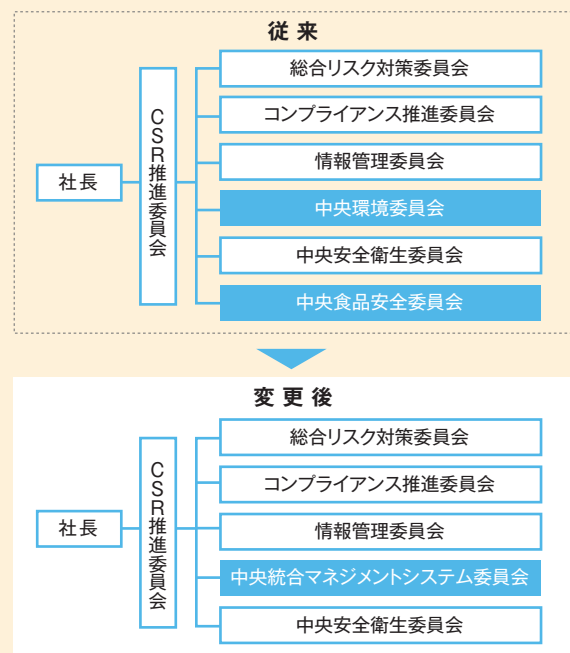 従来
総合リスク対策委員会
コンプライアンス推進委員会
情報管理委員会
社長
CSR推進委員会
中央環境委員会
中央安全衛生委員会
中央食品安全委員会
変更後
総合リスク対策委員会
コンプライアンス推進委員会
情報管理委員会
社長
CSR推進委員会
中央統合マネジメントシステム委員会
中央安全衛生委員会